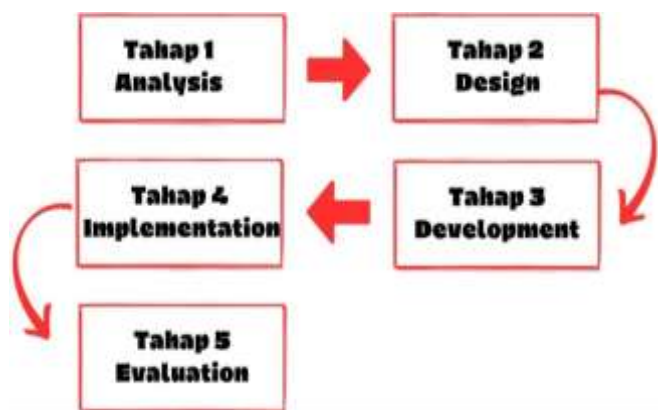 Tahap 1
Analysis
Tahap 2
Design
Tahap 3
Development
Tahap 4
Implementation
Tahap 5
Evaluation